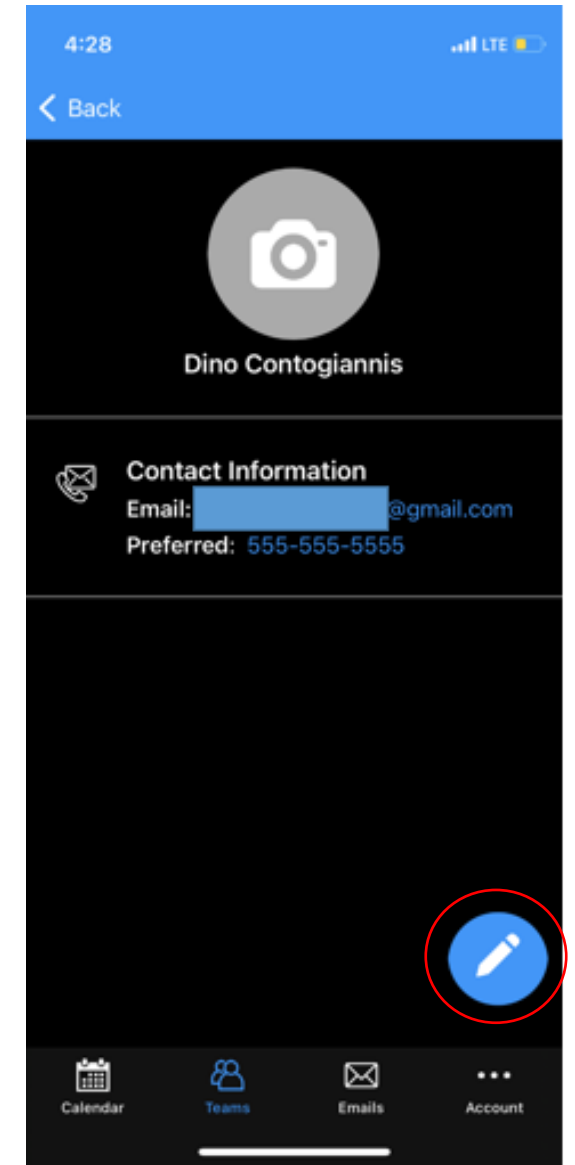 4:28
LTE
Back
Dino Contogiannis
Contact Information
Email: @gmail.com
Preferred: 555-555-5555
Calendar
Teams
Emails
Account